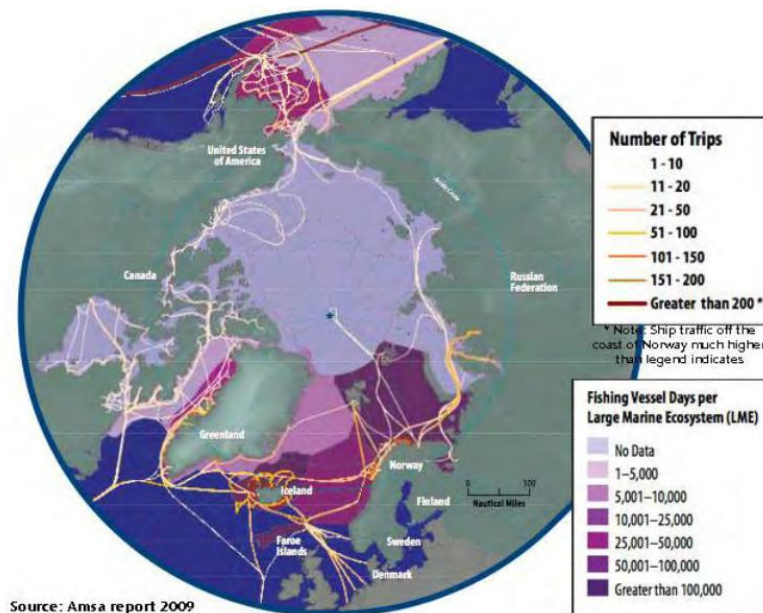 United States
of America
Arctic Circle
Canada
Russian
Federation
Greenland
Iceland
Norway
Finland
Faroe
Islands
Sweden
Denmark
0 100
Nautical Miles
Number of Trips
1 - 10
11 - 20
21 - 50
51 - 100
101 - 150
151 - 200
Greater than 200 *
* Note: Ship traffic off the
coast of Norway much higher
than legend indicates
Fishing Vessel Days per
Large Marine Ecosystem (LME)
No Data
1–5,000
5,001–10,000
10,001–25,000
25,001–50,000
50,001–100,000
Greater than 100,000
Source: Amsa report 2009